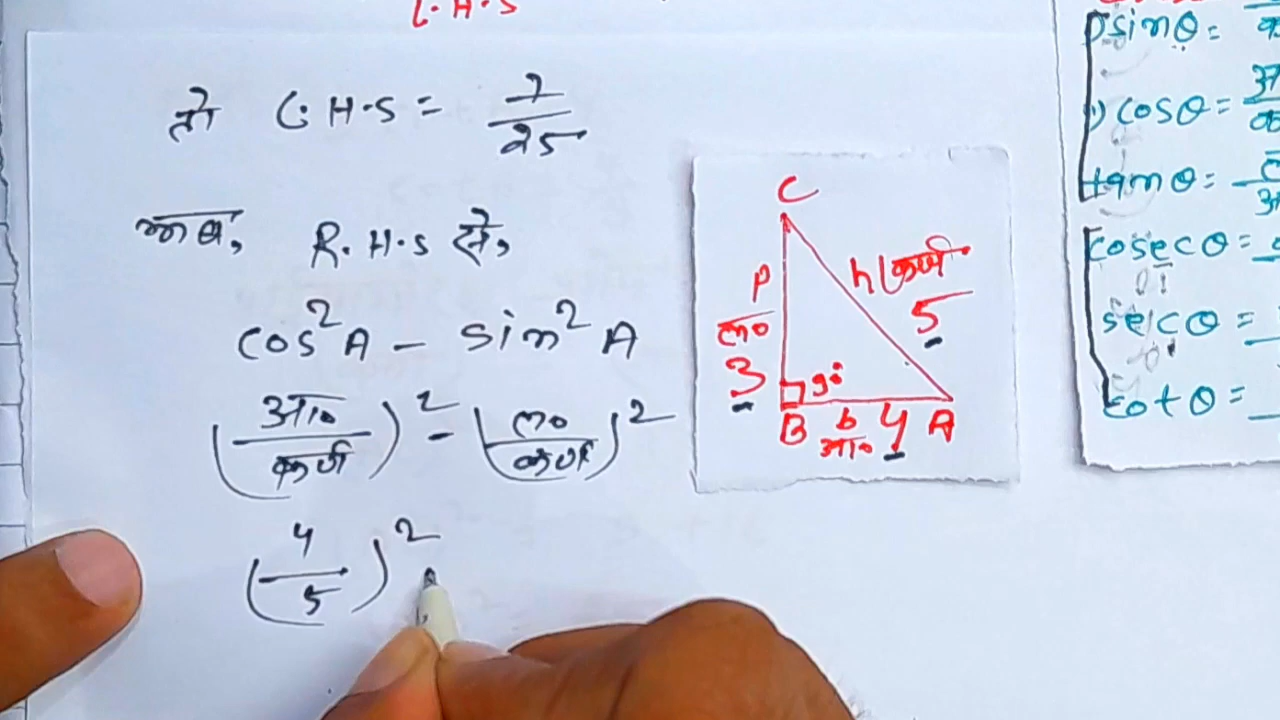 L.H.S
तो L.H.S = 7/25
अब, R.H.S से,
cos²A - sin²A
(आ०/कर्ण)² - (ल०/कर्ण)²
(4/5)²
C
P
ल०
3
h/कर्ण
5
90°
B
b
आ०
4
A
sinθ =
cosθ =
tanθ =
cosecθ =
secθ =
cotθ =